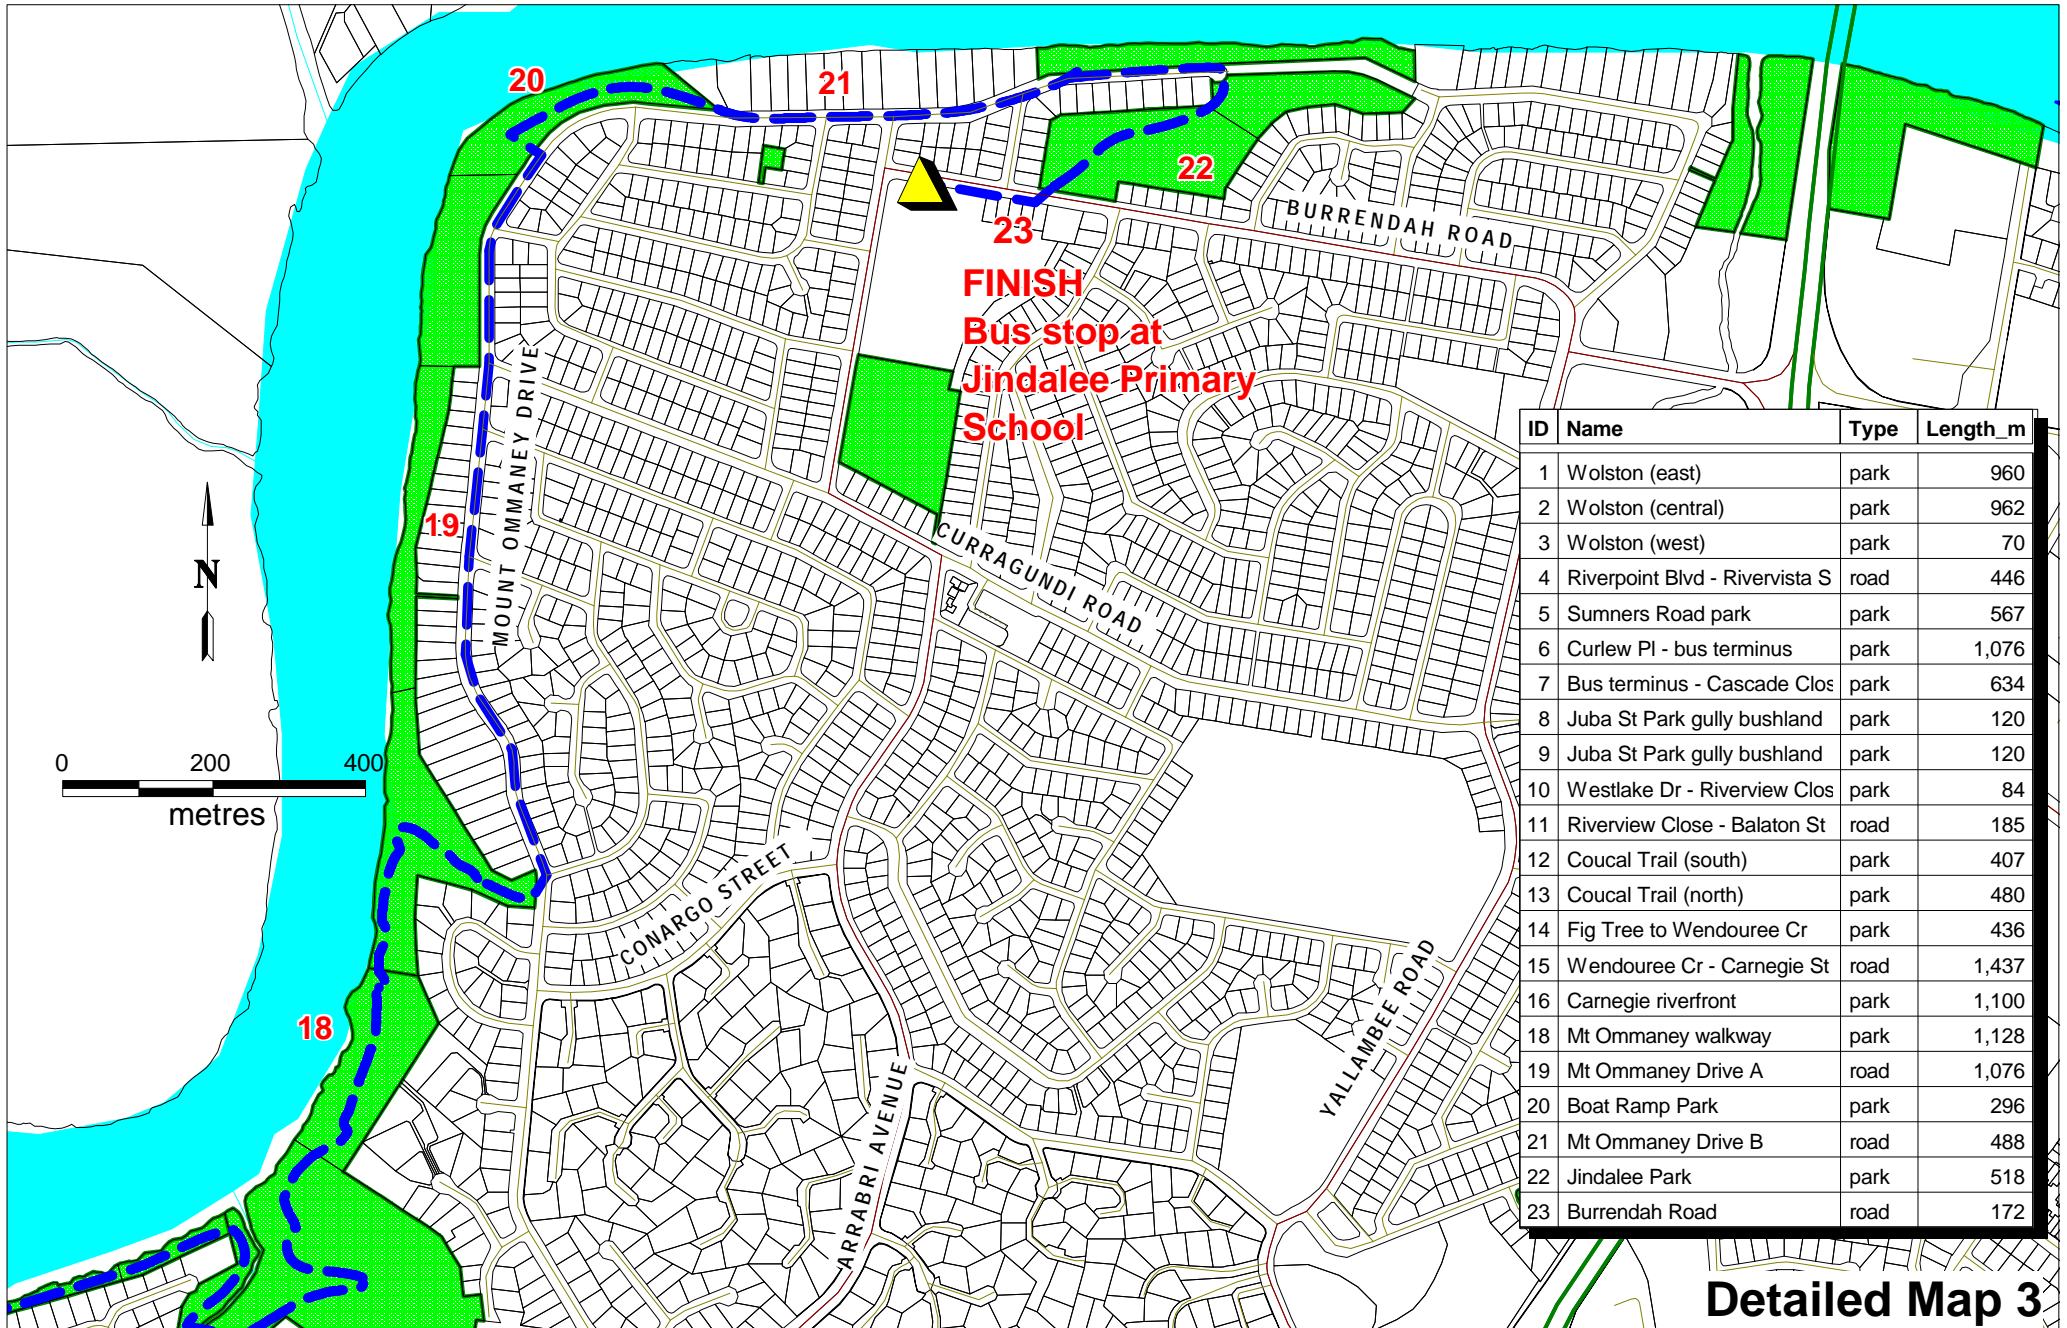 20
21
22
BURRENDAH ROAD
23
FINISH
Bus stop at
Jindalee Primary
School
MOUNT OMMANEY DRIVE
19
N
CURRAGUNDI ROAD
0 200 400
metres
CONARGO STREET
18
YALLAMBEE ROAD
ARRABRI AVENUE
ID Name Type Length_m
1 Wolston (east) park 960
2 Wolston (central) park 962
3 Wolston (west) park 70
4 Riverpoint Blvd - Rivervista S road 446
5 Sumners Road park park 567
6 Curlew Pl - bus terminus park 1,076
7 Bus terminus - Cascade Clos park 634
8 Juba St Park gully bushland park 120
9 Juba St Park gully bushland park 120
10 Westlake Dr - Riverview Clos park 84
11 Riverview Close - Balaton St road 185
12 Coucal Trail (south) park 407
13 Coucal Trail (north) park 480
14 Fig Tree to Wendouree Cr park 436
15 Wendouree Cr - Carnegie St road 1,437
16 Carnegie riverfront park 1,100
18 Mt Ommaney walkway park 1,128
19 Mt Ommaney Drive A road 1,076
20 Boat Ramp Park park 296
21 Mt Ommaney Drive B road 488
22 Jindalee Park park 518
23 Burrendah Road road 172
Detailed Map 3